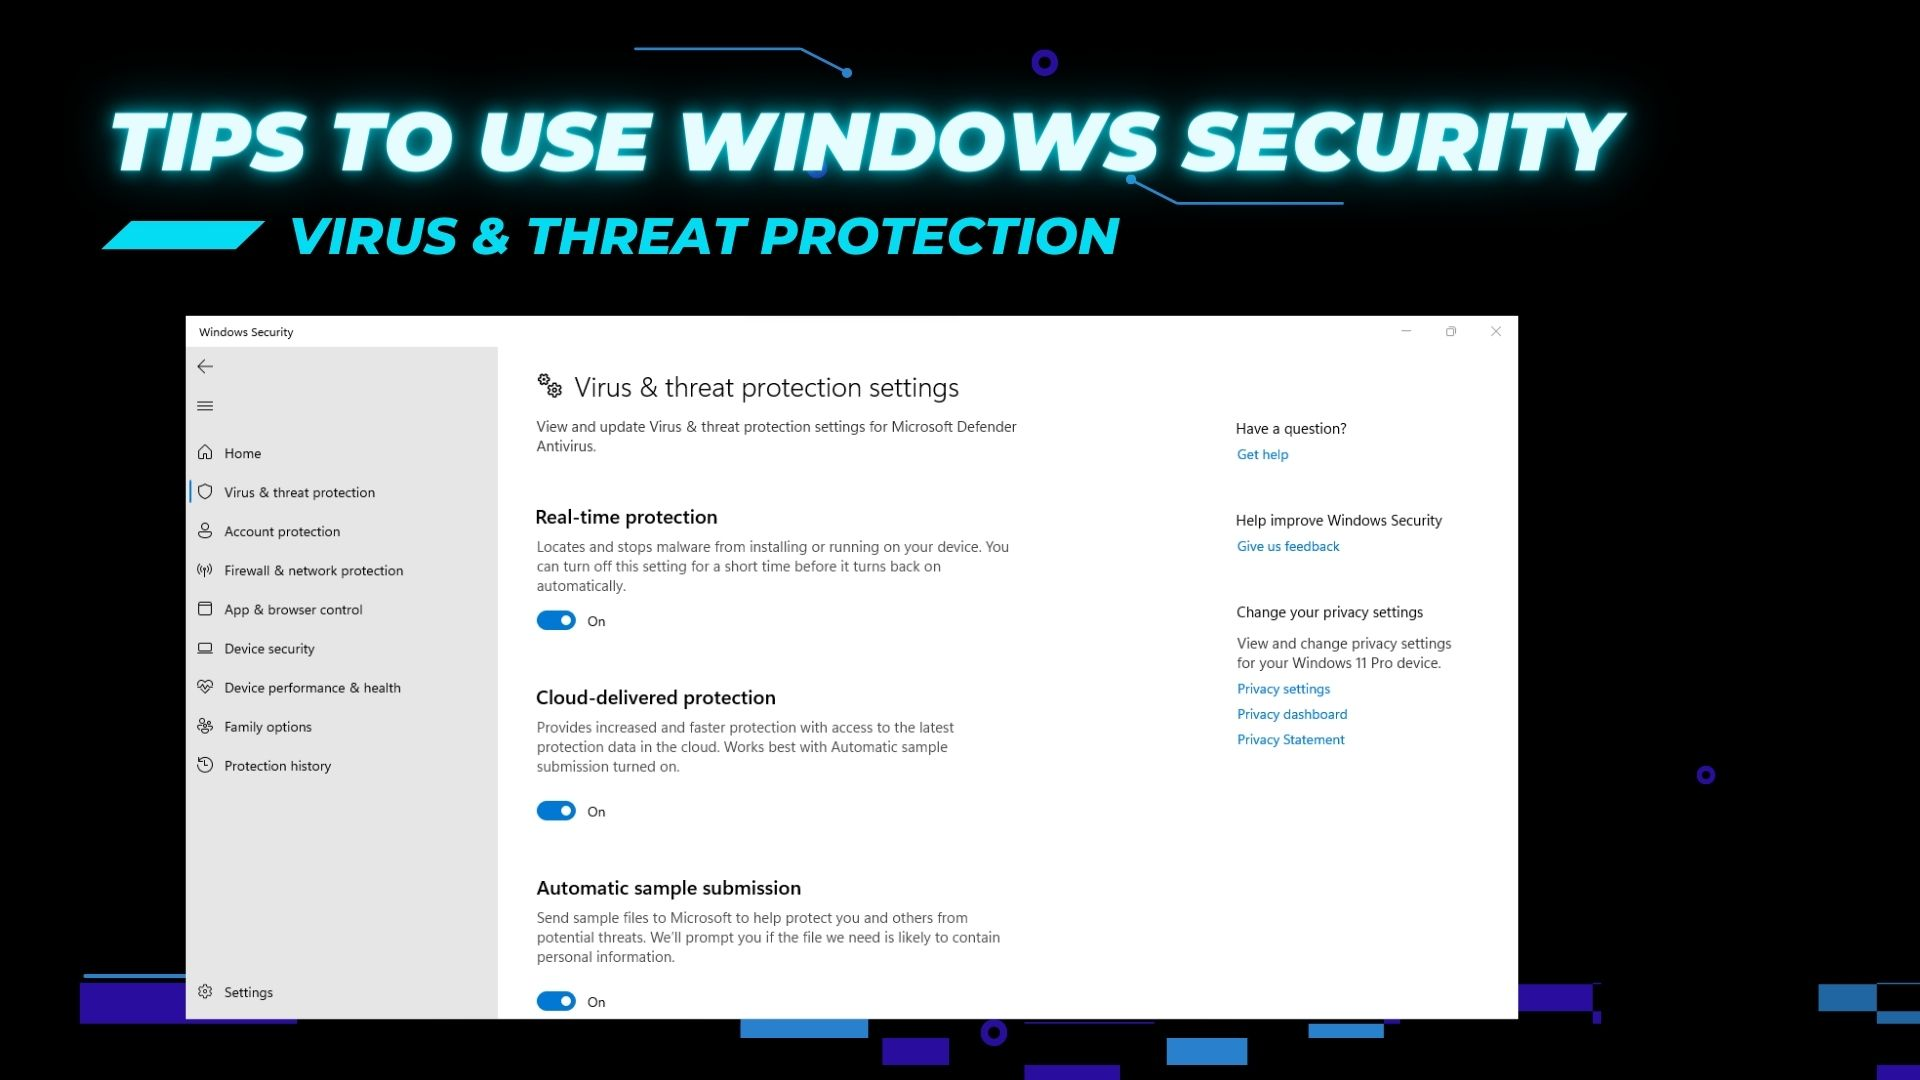 TIPS TO USE WINDOWS SECURITY
VIRUS & THREAT PROTECTION
Windows Security
Home
Virus & threat protection
Account protection
Firewall & network protection
App & browser control
Device security
Device performance & health
Family options
Protection history
Settings
Virus & threat protection settings
View and update Virus & threat protection settings for Microsoft Defender
Antivirus.
Real-time protection
Locates and stops malware from installing or running on your device. You
can turn off this setting for a short time before it turns back on
automatically.
On
Cloud-delivered protection
Provides increased and faster protection with access to the latest
protection data in the cloud. Works best with Automatic sample
submission turned on.
On
Automatic sample submission
Send sample files to Microsoft to help protect you and others from
potential threats. We'll prompt you if the file we need is likely to contain
personal information.
On
Have a question?
Get help
Help improve Windows Security
Give us feedback
Change your privacy settings
View and change privacy settings
for your Windows 11 Pro device.
Privacy settings
Privacy dashboard
Privacy Statement